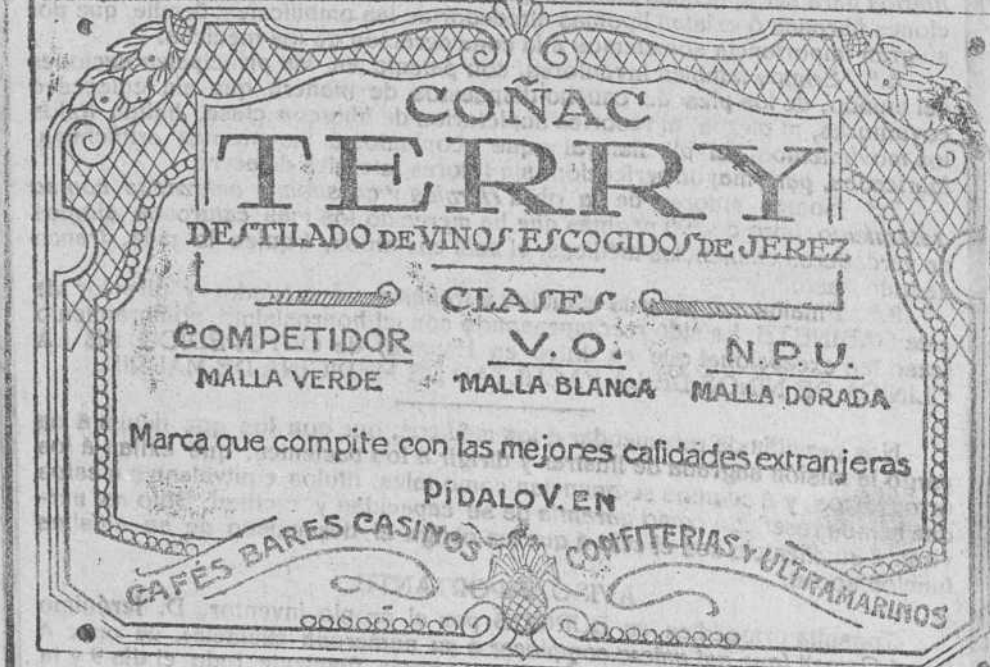 COÑAC
TERRY
DESTILADO DE VINOS ESCOGIDOS DE JEREZ
CLASES
COMPETIDOR V.O. N.P.U.
MALLA VERDE MALLA BLANCA MALLA DORADA
Marca que compite con las mejores calidades extranjeras
PIDALO V. EN
CAFÉS BARES CASINOS CONFITERIAS Y ULTRAMARINOS